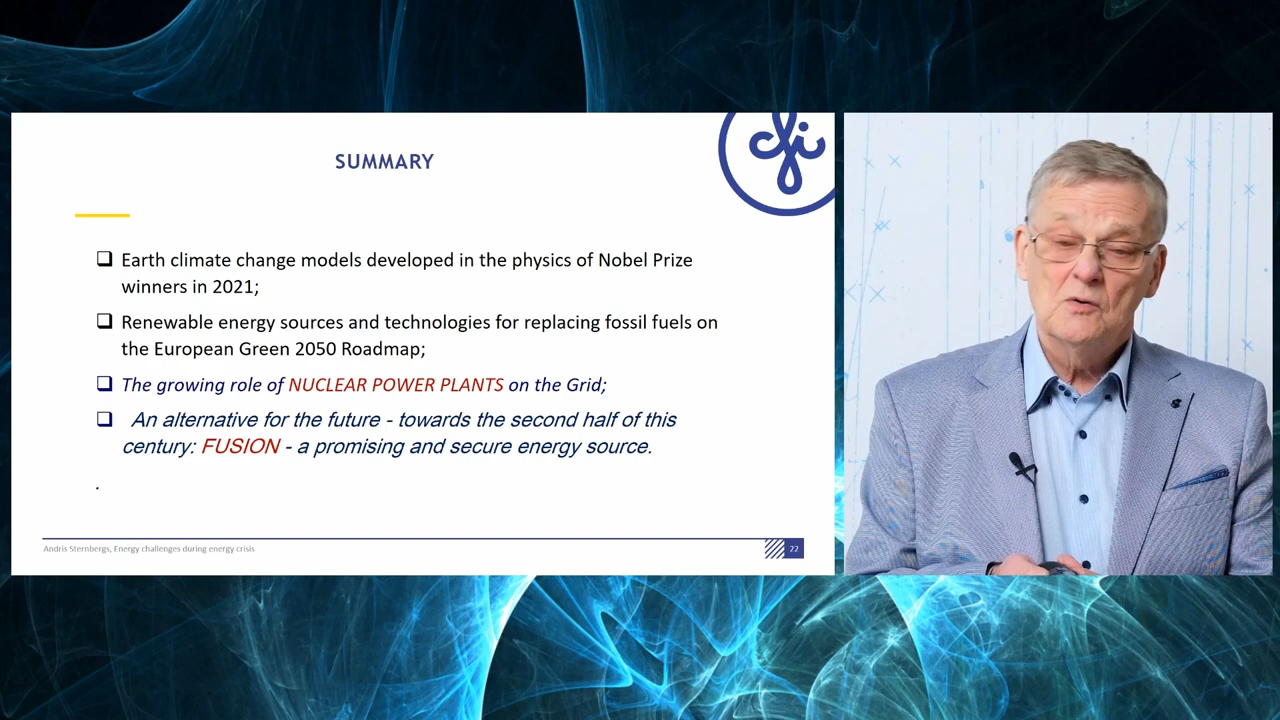 SUMMARY
Earth climate change models developed in the physics of Nobel Prize
winners in 2021;
Renewable energy sources and technologies for replacing fossil fuels on
the European Green 2050 Roadmap;
The growing role of NUCLEAR POWER PLANTS on the Grid;
An alternative for the future - towards the second half of this
century: FUSION - a promising and secure energy source.
.
Andris Sternbergs, Energy challenges during energy crisis
22